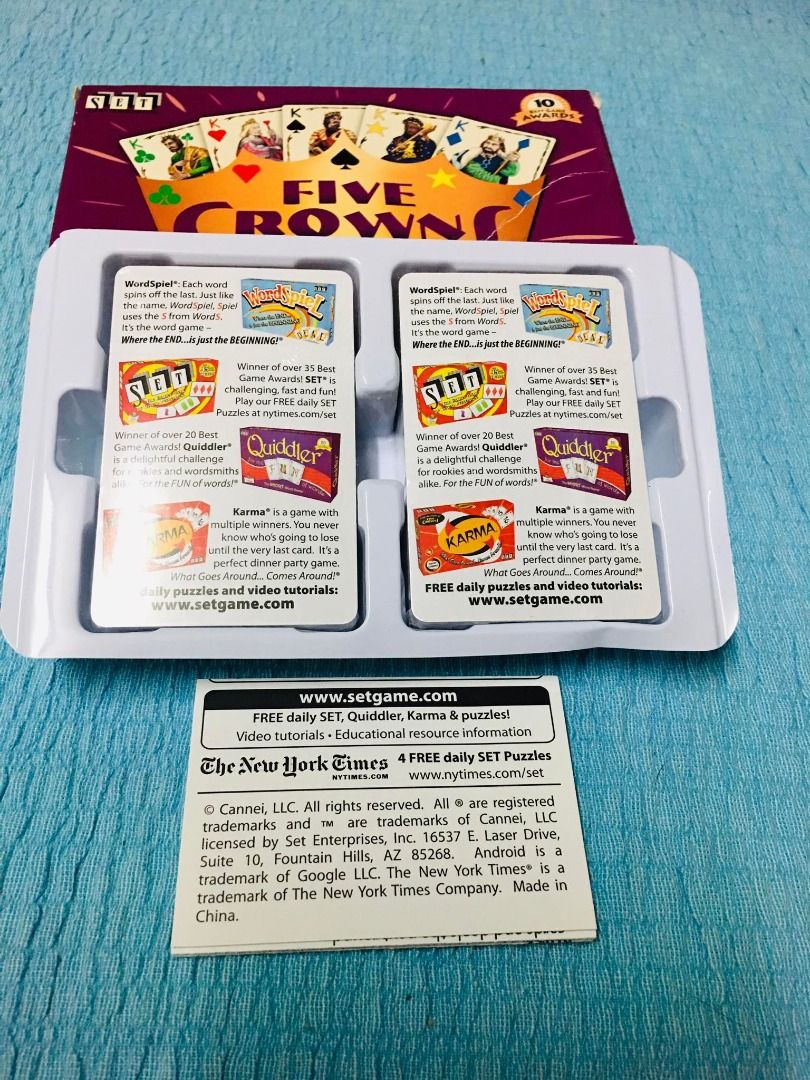 SET
10
BEST GAME
AWARDS
K
K
K
K
K
FIVE
CROWNS
WordSpiel®: Each word
spins off the last. Just like
the name, WordSpiel, Spiel
uses the S from WordS.
It's the word game –
Where the END...is just the BEGINNING!®
WordSpieL
Winner of over 35 Best
Game Awards! SET® is
challenging, fast and fun!
Play our FREE daily SET
Puzzles at nytimes.com/set
SET
Winner of over 20 Best
Game Awards! Quiddler®
is a delightful challenge
for rookies and wordsmiths
alike. For the FUN of words!®
Quiddler
Karma® is a game with
multiple winners. You never
know who's going to lose
until the very last card. It's a
perfect dinner party game.
What Goes Around... Comes Around!®
KARMA
daily puzzles and video tutorials:
www.setgame.com
WordSpiel®: Each word
spins off the last. Just like
the name, WordSpiel, Spiel
uses the S from WordS.
It's the word game –
Where the END...is just the BEGINNING!®
WordSpieL
Winner of over 35 Best
Game Awards! SET® is
challenging, fast and fun!
Play our FREE daily SET
Puzzles at nytimes.com/set
SET
Winner of over 20 Best
Game Awards! Quiddler®
is a delightful challenge
for rookies and wordsmiths
alike. For the FUN of words!®
Quiddler
Karma® is a game with
multiple winners. You never
know who's going to lose
until the very last card. It's a
perfect dinner party game.
What Goes Around... Comes Around!®
KARMA
FREE daily puzzles and video tutorials:
www.setgame.com
www.setgame.com
FREE daily SET, Quiddler, Karma & puzzles!
Video tutorials • Educational resource information
The New York Times
NYTIMES.COM
4 FREE daily SET Puzzles
www.nytimes.com/set
© Cannei, LLC. All rights reserved. All ® are registered
trademarks and ™ are trademarks of Cannei, LLC
licensed by Set Enterprises, Inc. 16537 E. Laser Drive,
Suite 10, Fountain Hills, AZ 85268. Android is a
trademark of Google LLC. The New York Times® is a
trademark of The New York Times Company. Made in
China.